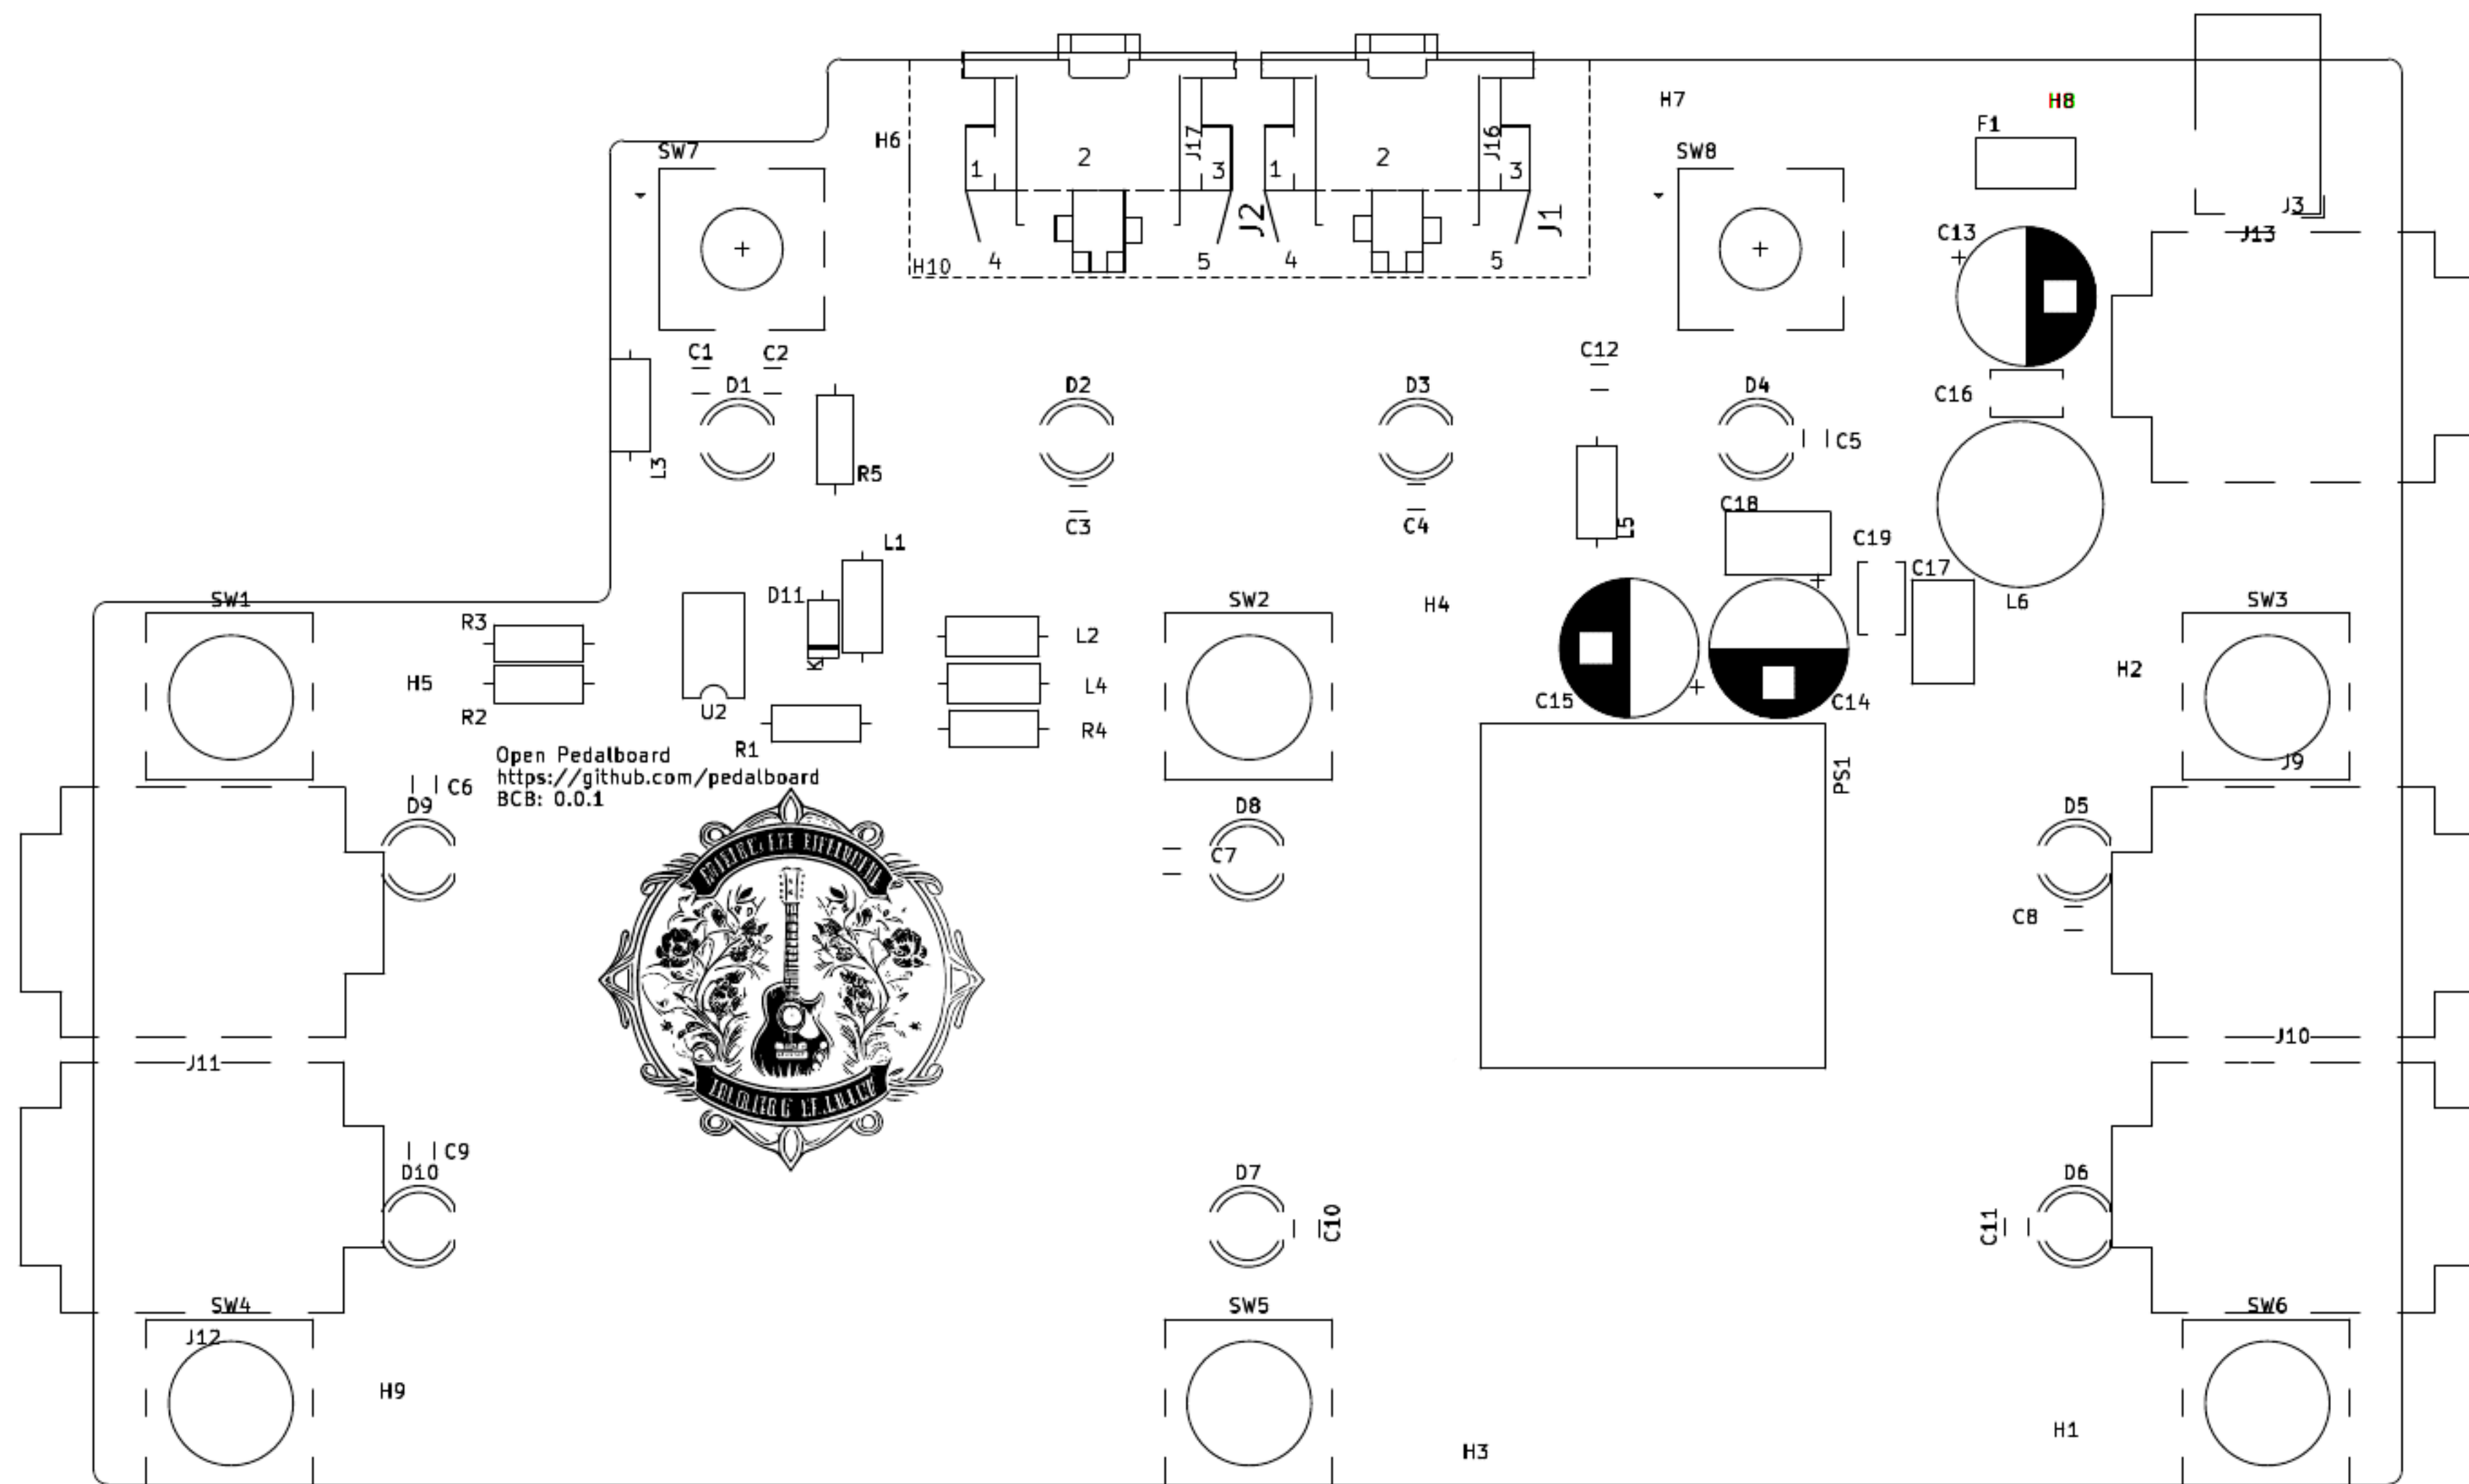 H7
H8
F1
H6
SW7
J17
J16
SW8
1
2
3
1
2
3
J3
J2
J1
C13
+
J13
H10
4
5
4
5
C1
C2
C12
D1
D2
D3
D4
C16
C5
L3
R5
C3
C4
L5
C18
C19
L1
C17
+
D11
SW1
SW2
H4
L6
SW3
R3
L2
K
H5
L4
H2
+
R2
U2
C15
C14
R4
R1
Open Pedalboard
https://github.com/pedalboard
BCB: 0.0.1
PS1
J9
C6
D9
D8
D5
C7
C8
J11
J10
C9
D10
D7
D6
C10
C11
SW4
SW5
SW6
J12
H9
H1
H3